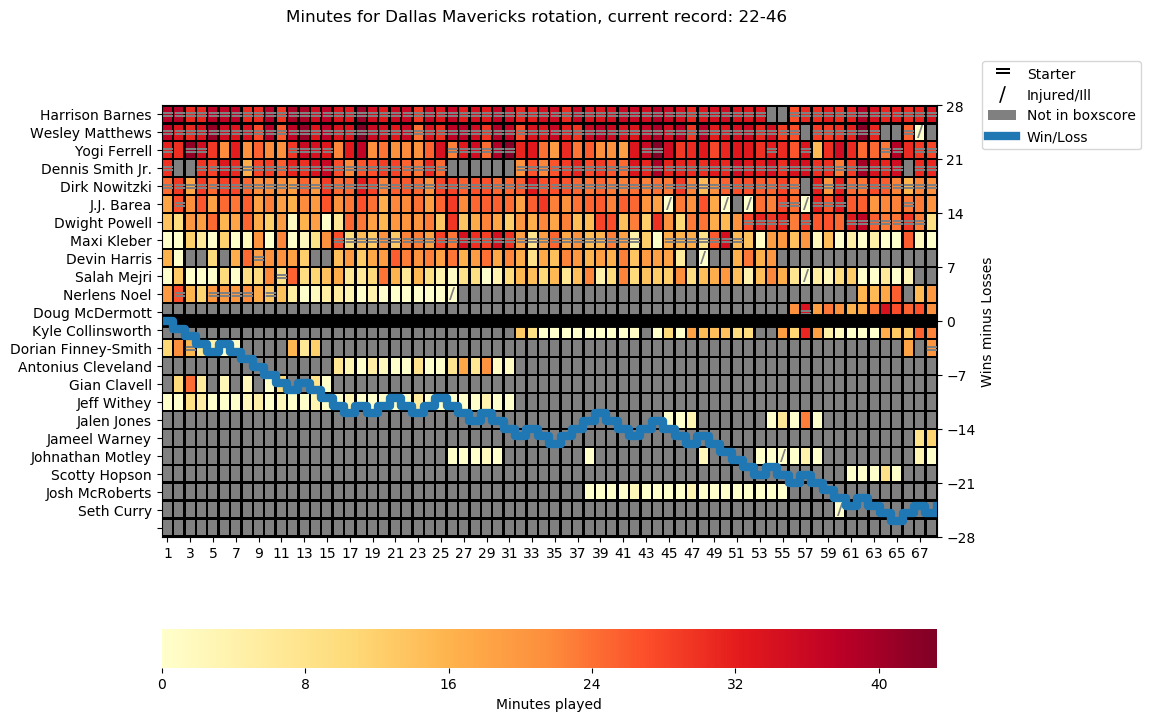 Minutes for Dallas Mavericks rotation, current record: 22-46
= Starter
/ Injured/Ill
Not in boxscore
Win/Loss
Harrison Barnes
Wesley Matthews
Yogi Ferrell
Dennis Smith Jr.
Dirk Nowitzki
J.J. Barea
Dwight Powell
Maxi Kleber
Devin Harris
Salah Mejri
Nerlens Noel
Doug McDermott
Kyle Collinsworth
Dorian Finney-Smith
Antonius Cleveland
Gian Clavell
Jeff Withey
Jalen Jones
Jameel Warney
Johnathan Motley
Scotty Hopson
Josh McRoberts
Seth Curry
28
21
14
7
0
−7
−14
−21
−28
Wins minus Losses
1 3 5 7 9 11 13 15 17 19 21 23 25 27 29 31 33 35 37 39 41 43 45 47 49 51 53 55 57 59 61 63 65 67
0 8 16 24 32 40
Minutes played